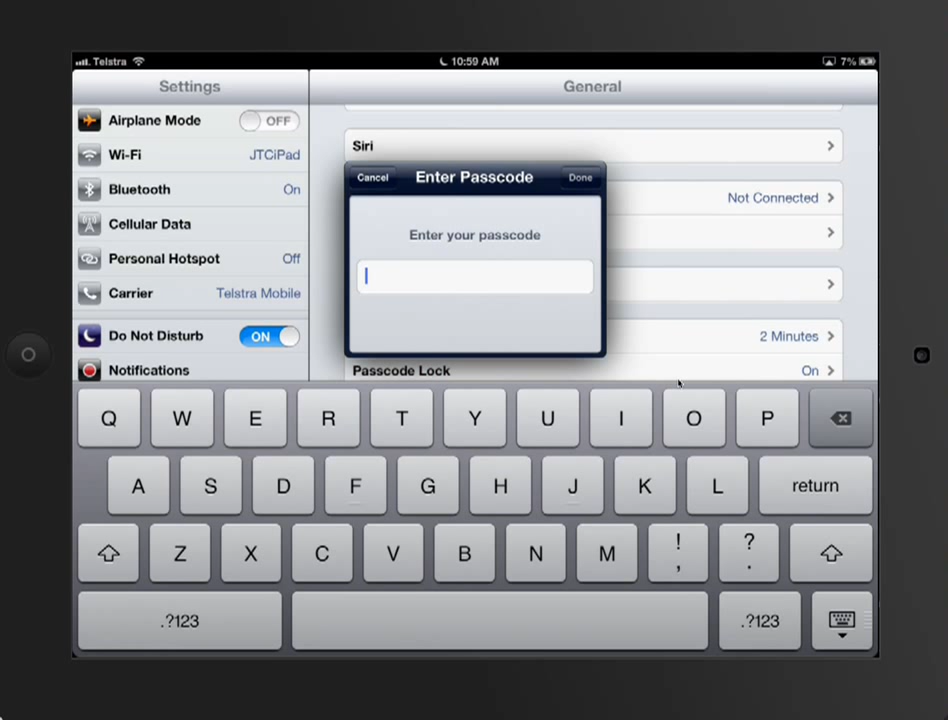 Telstra
10:59 AM
7%
Settings
General
Airplane Mode OFF
Wi-Fi JTCiPad
Bluetooth On
Cellular Data
Personal Hotspot Off
Carrier Telstra Mobile
Do Not Disturb ON
Notifications
Siri
Not Connected
2 Minutes
Passcode Lock On
Cancel Enter Passcode Done
Enter your passcode
Q W E R T Y U I O P
A S D F G H J K L return
Z X C V B N M ! , ? .
.?123 .?123